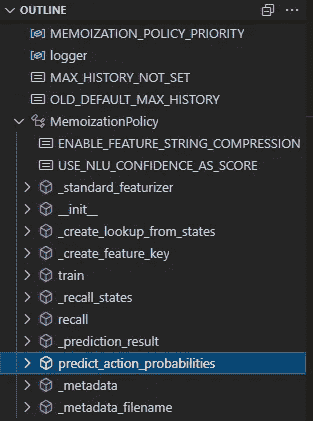 OUTLINE
MEMOIZATION_POLICY_PRIORITY
logger
MAX_HISTORY_NOT_SET
OLD_DEFAULT_MAX_HISTORY
MemoizationPolicy
ENABLE_FEATURE_STRING_COMPRESSION
USE_NLU_CONFIDENCE_AS_SCORE
_standard_featurizer
__init__
_create_lookup_from_states
_create_feature_key
train
_recall_states
recall
_prediction_result
predict_action_probabilities
_metadata
_metadata_filename